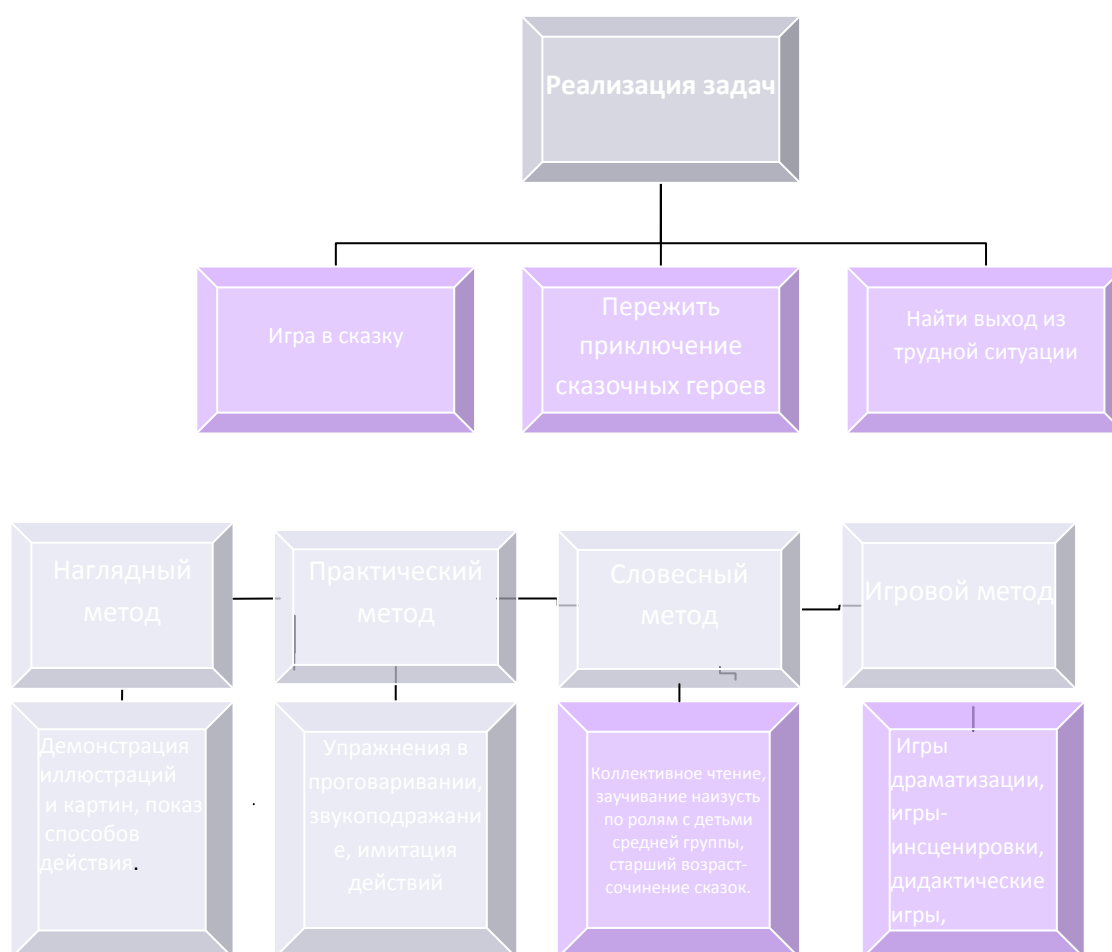 Реализация задач
Игра в сказку
Пережить
приключение
сказочных героев
Найти выход из
трудной ситуации
Наглядный
метод
Практический
метод
Словесный
метод
Игровой метод
Демонстрация
иллюстраций
и картин, показ
способов
действия.
Упражнения в
проговаривании,
звукоподражани
е, имитация
действий
Коллективное чтение,
заучивание наизусть
по ролям с детьми
средней группы,
старший возраст-
сочинение сказок.
Игры
драматизации,
игры-
инсценировки,
дидактические
игры,